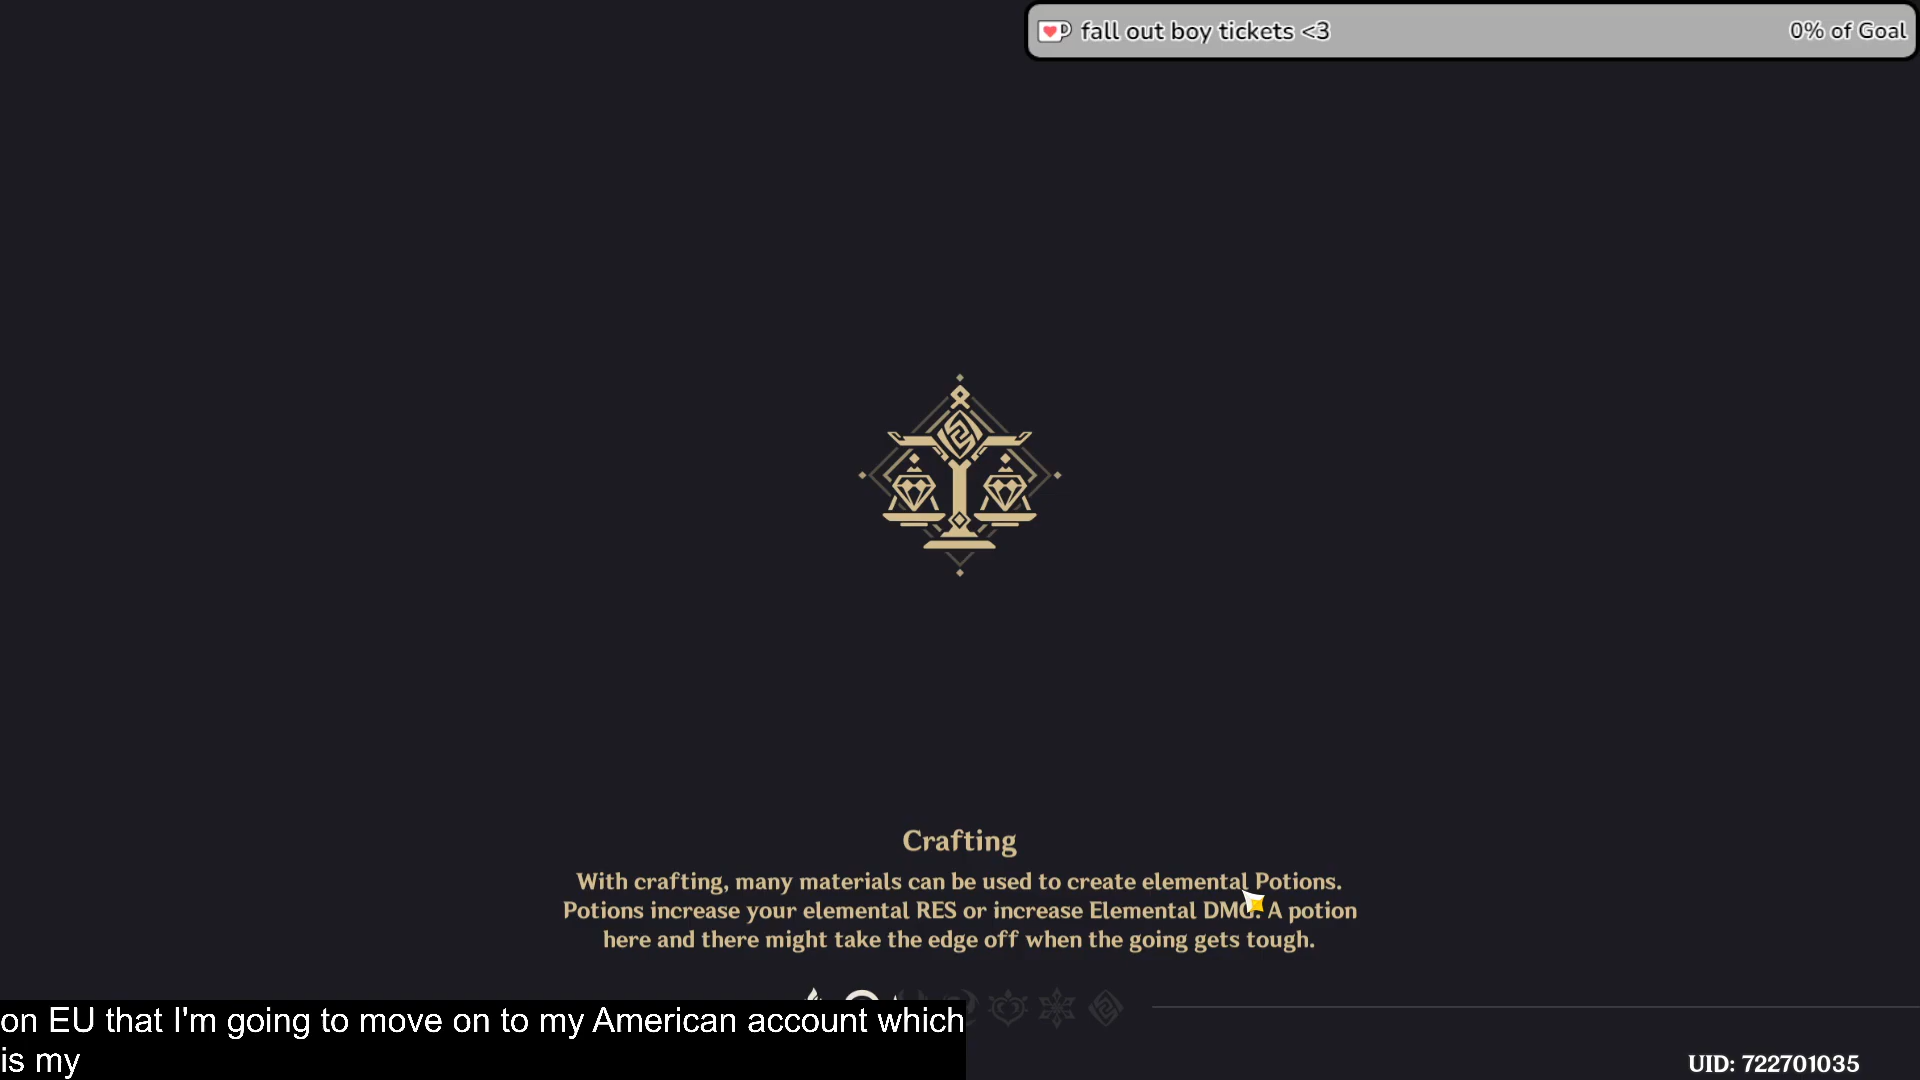 fall out boy tickets <3
0% of Goal
Crafting
With crafting, many materials can be used to create elemental Potions.
Potions increase your elemental RES or increase Elemental DMG. A potion
here and there might take the edge off when the going gets tough.
on EU that I'm going to move on to my American account which
is my
UID: 722701035